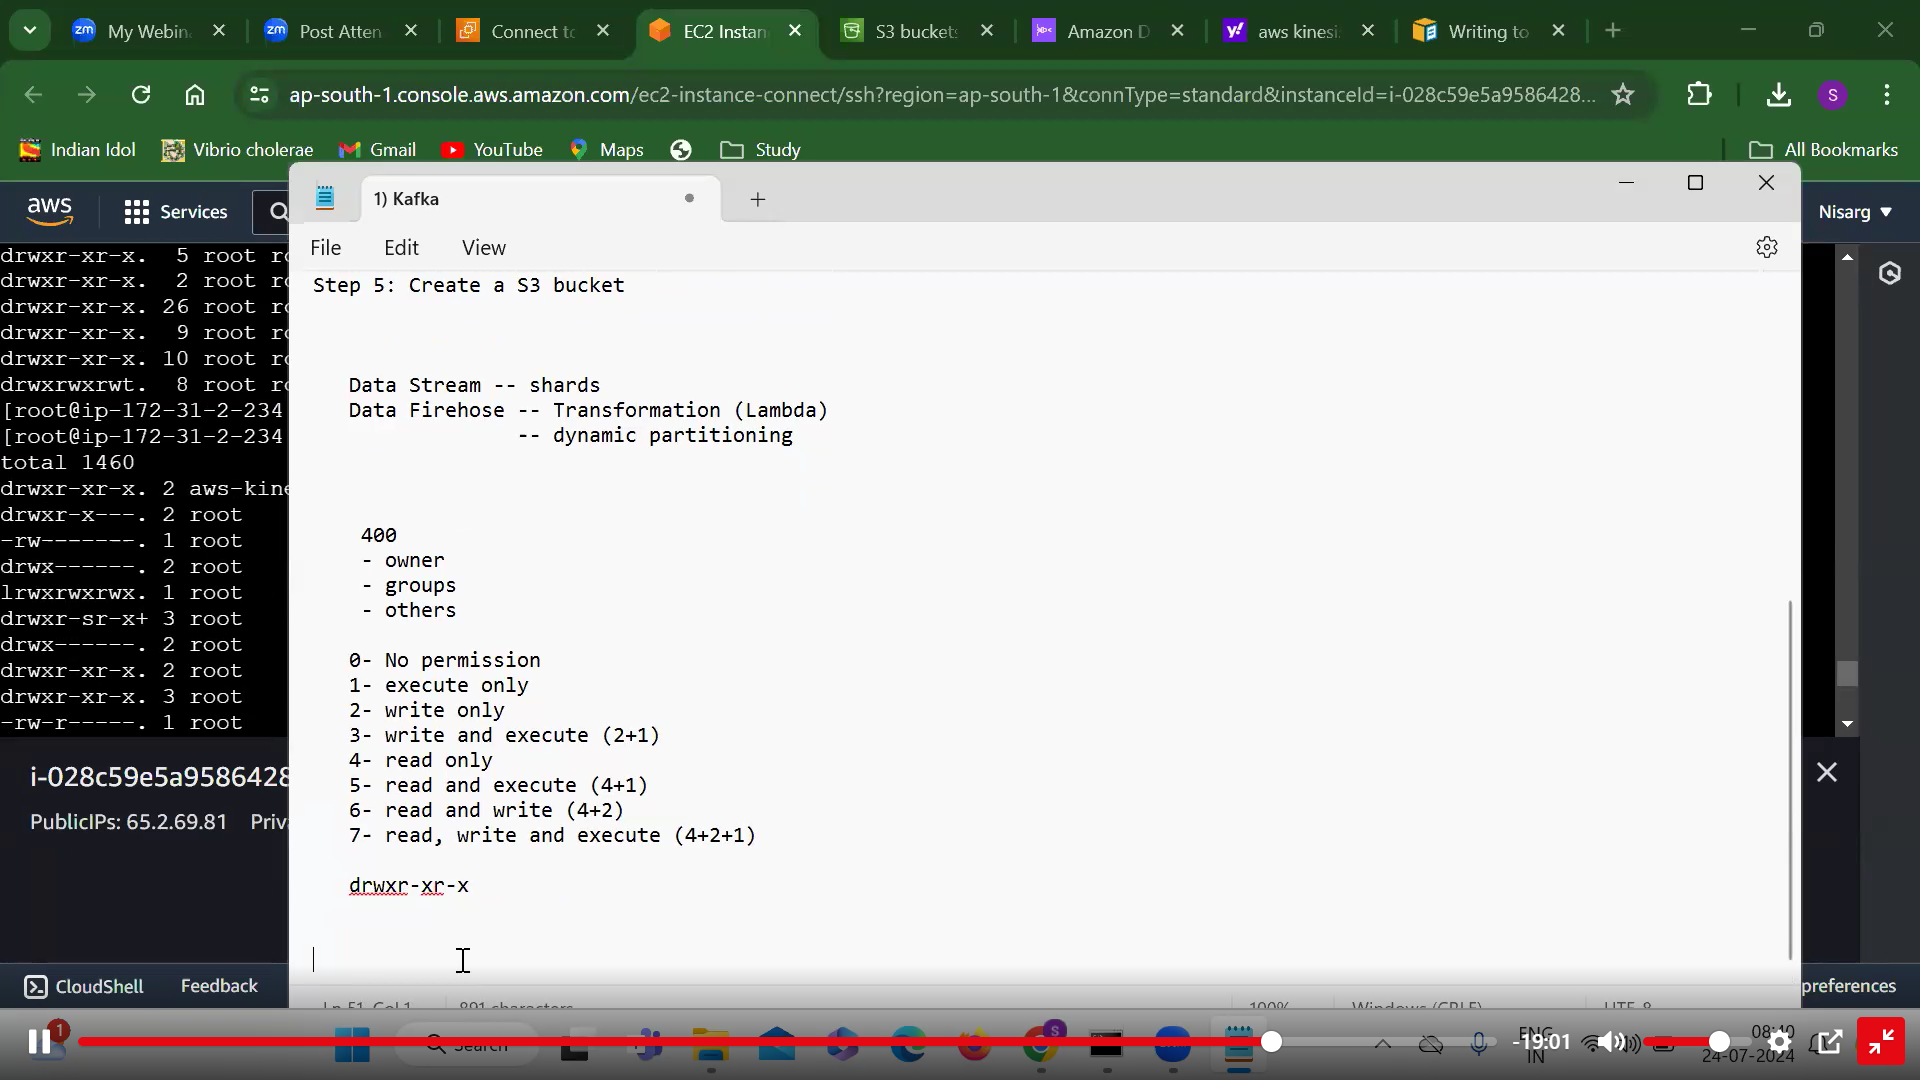 My Webin
Post Atten
Connect to
EC2 Instan
S3 bucket
Amazon D
aws kinesi
Writing to
ap-south-1.console.aws.amazon.com/ec2-instance-connect/ssh?region=ap-south-1&connType=standard&instanceId=i-028c59e5a9586428...
S
Indian Idol
Vibrio cholerae
Gmail
YouTube
Maps
Study
All Bookmarks
aws
Services
Nisarg
1) Kafka
File
Edit
View
Step 5: Create a S3 bucket
Data Stream -- shards
Data Firehose -- Transformation (Lambda)
-- dynamic partitioning
400
- owner
- groups
- others
0- No permission
1- execute only
2- write only
3- write and execute (2+1)
4- read only
5- read and execute (4+1)
6- read and write (4+2)
7- read, write and execute (4+2+1)
drwxr-xr-x
drwxr-xr-x. 5 root
drwxr-xr-x. 2 root
drwxr-xr-x. 26 root
drwxr-xr-x. 9 root
drwxr-xr-x. 10 root
drwxrwxrwt. 8 root
[root@ip-172-31-2-234
[root@ip-172-31-2-234
total 1460
drwxr-xr-x. 2 aws-kine
drwxr-x---. 2 root
-rw-------. 1 root
drwx------. 2 root
lrwxrwxrwx. 1 root
drwxr-sr-x+ 3 root
drwx------. 2 root
drwxr-xr-x. 2 root
drwxr-xr-x. 3 root
-rw-r-----. 1 root
i-028c59e5a9586428
PublicIPs: 65.2.69.81 Priv
CloudShell
Feedback
preferences
Search
-19:01
ENG
IN
08:40
24-07-2024